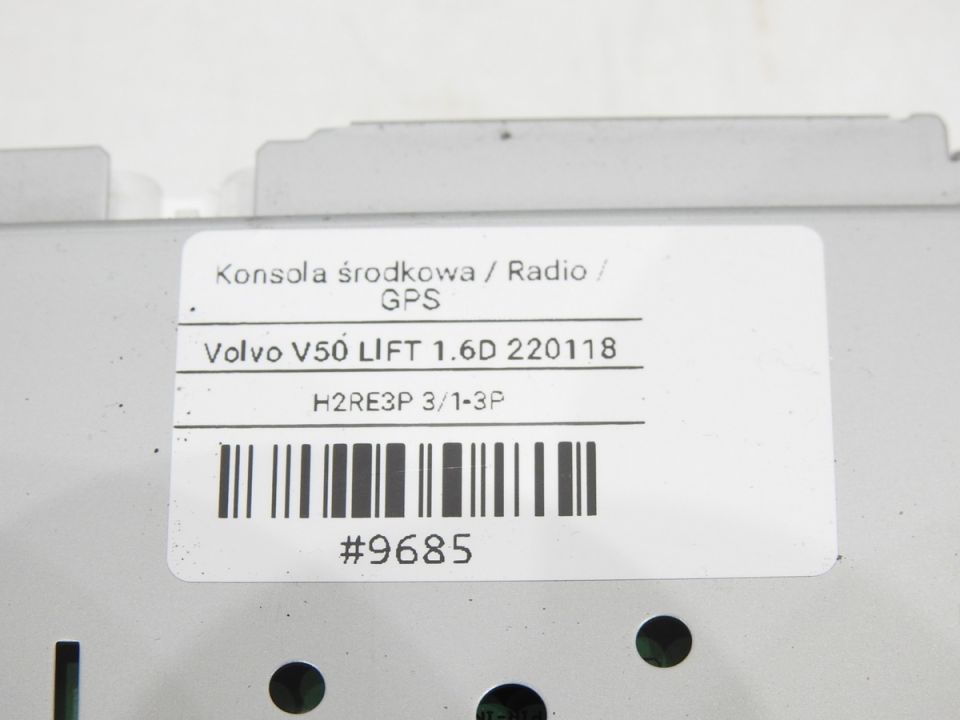 Konsola środkowa / Radio /
GPS
Volvo V50 LIFT 1.6D 220118
H2RE3P 3/1-3P
#9685